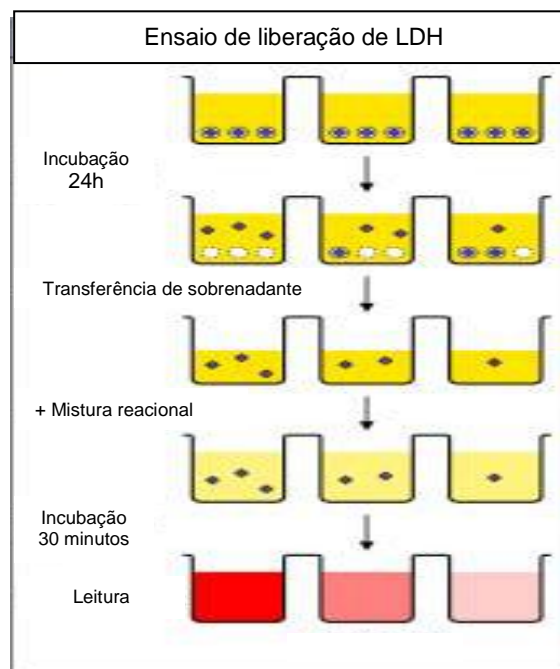 Ensaio de liberação de LDH
Incubação
24h
Transferência de sobrenadante
+ Mistura reacional
Incubação
30 minutos
Leitura